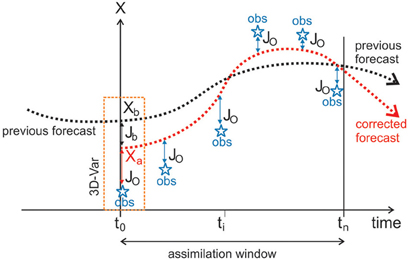 X
obs
obs
J_O
J_O
previous
forecast
X_b
J_O
previous forecast
J_b
obs
J_O
X_a
J_O
corrected
forecast
3D-Var
J_O
obs
obs
obs
t_0
t_i
t_n
time
assimilation window